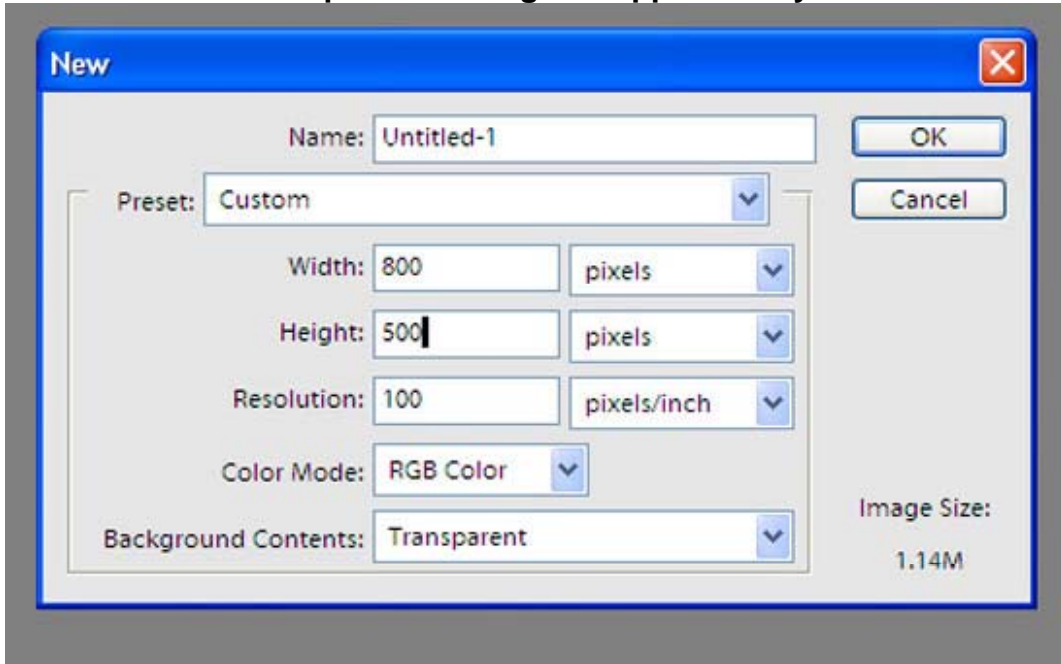 New
Name: Untitled-1 OK
Preset: Custom Cancel
Width: 800 pixels
Height: 500 pixels
Resolution: 100 pixels/inch
Color Mode: RGB Color
Image Size:
Background Contents: Transparent
1.14M